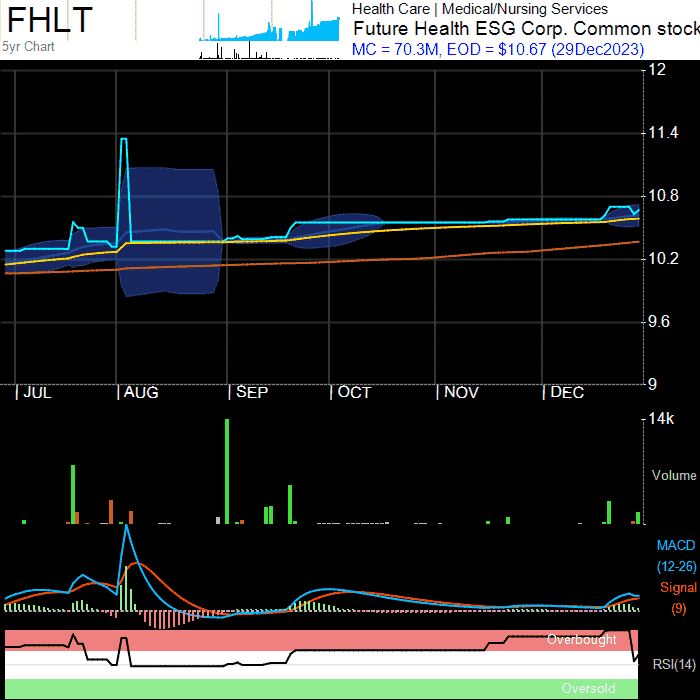 FHLT
5yr Chart
Health Care | Medical/Nursing Services
Future Health ESG Corp. Common stock
MC = 70.3M, EOD = $10.67 (29Dec2023)
12
11.4
10.8
10.2
9.6
9
JUL AUG SEP OCT NOV DEC
14k
Volume
MACD
(12-26)
Signal
(9)
Overbought
RSI(14)
Oversold